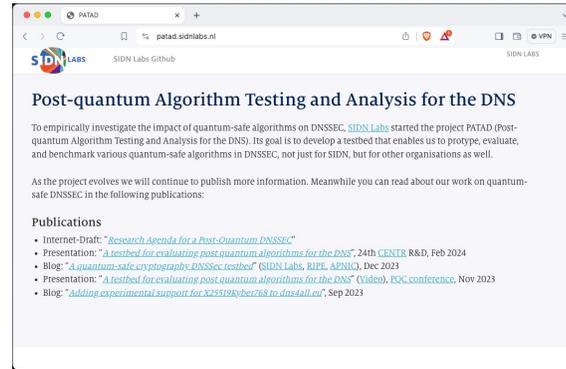 PATAD
patad.sidnlabs.nl
VPN
SIDN LABS
SIDN Labs Github
SIDN LABS
Post-quantum Algorithm Testing and Analysis for the DNS
To empirically investigate the impact of quantum-safe algorithms on DNSSEC, SIDN Labs started the project PATAD (Post-
quantum Algorithm Testing and Analysis for the DNS). Its goal is to develop a testbed that enables us to protype, evaluate,
and benchmark various quantum-safe algorithms in DNSSEC, not just for SIDN, but for other organisations as well.
As the project evolves we will continue to publish more information. Meanwhile you can read about our work on quantum-
safe DNSSEC in the following publications:
Publications
• Internet-Draft: "Research Agenda for a Post-Quantum DNSSEC"
• Presentation: "A testbed for evaluating post quantum algorithms for the DNS", 24th CENTR R&D, Feb 2024
• Blog: "A quantum-safe cryptography DNSSec testbed" (SIDN Labs, RIPE, APNIC), Dec 2023
• Presentation: "A testbed for evaluating post quantum algorithms for the DNS" (Video), PQC conference, Nov 2023
• Blog: "Adding experimental support for X25519Kyber768 to dns4all.eu", Sep 2023